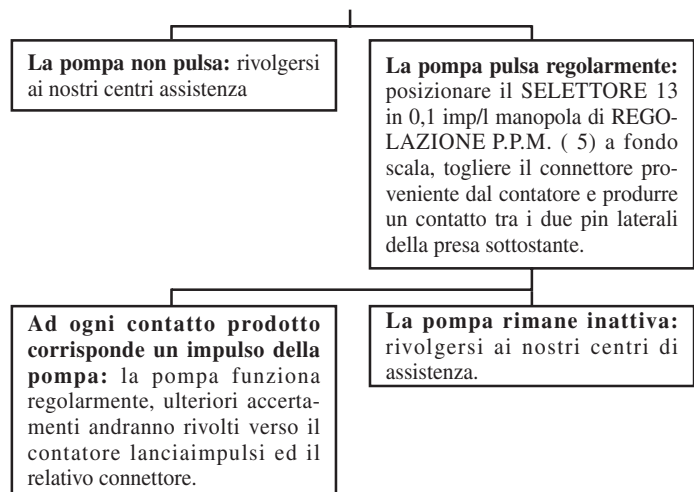 La pompa non pulsa: rivolgersi
ai nostri centri assistenza
La pompa pulsa regolarmente:
posizionare il SELETTORE 13
in 0,1 imp/l manopola di REGO-
LAZIONE P.P.M. ( 5) a fondo
scala, togliere il connettore pro-
veniente dal contatore e produrre
un contatto tra i due pin laterali
della presa sottostante.
Ad ogni contatto prodotto
corrisponde un impulso della
pompa: la pompa funziona
regolarmente, ulteriori accerta-
menti andranno rivolti verso il
contatore lanciaimpulsi ed il
relativo connettore.
La pompa rimane inattiva:
rivolgersi ai nostri centri di
assistenza.